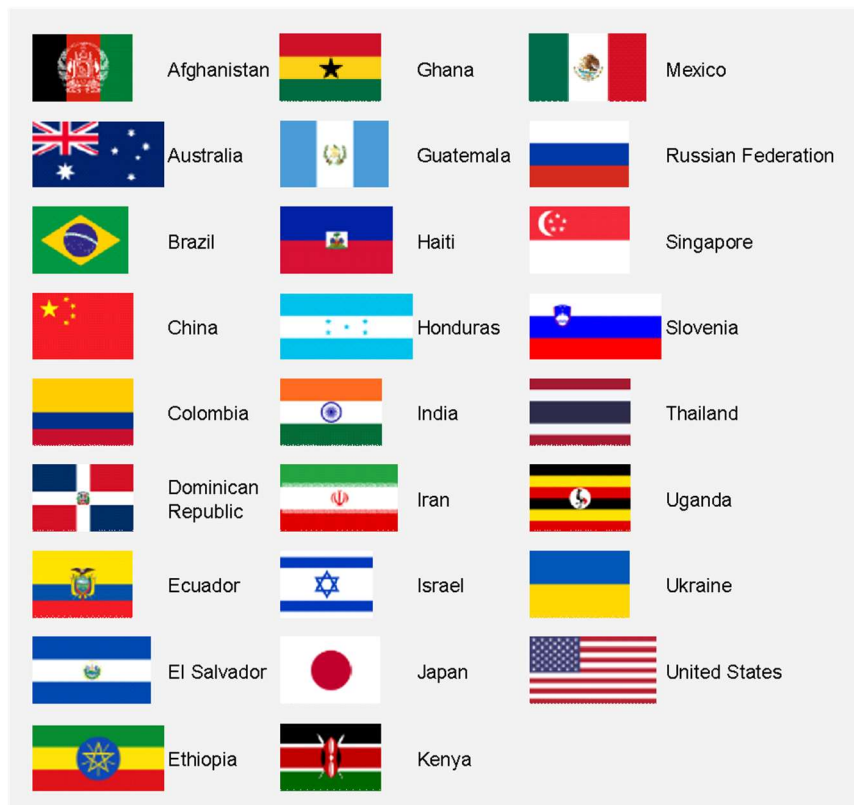 Afghanistan
Australia
Brazil
China
Colombia
Dominican
Republic
Ecuador
El Salvador
Ethiopia
Ghana
Guatemala
Haiti
Honduras
India
Iran
Israel
Japan
Kenya
Mexico
Russian Federation
Singapore
Slovenia
Thailand
Uganda
Ukraine
United States